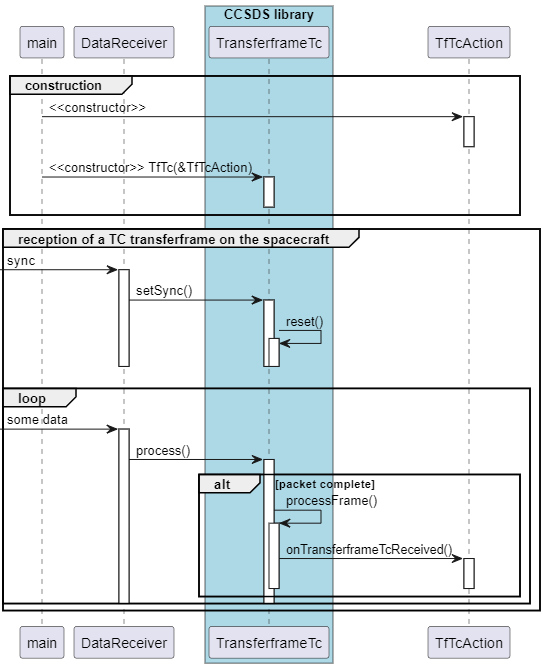 CCSDS library
main
DataReceiver
TransferframeTc
TfTcAction
construction
<<constructor>>
<<constructor>> TfTc(&TfTcAction)
reception of a TC transferframe on the spacecraft
sync
setSync()
reset()
loop
some data
process()
alt
[packet complete]
processFrame()
onTransferframeTcReceived()
main
DataReceiver
TransferframeTc
TfTcAction